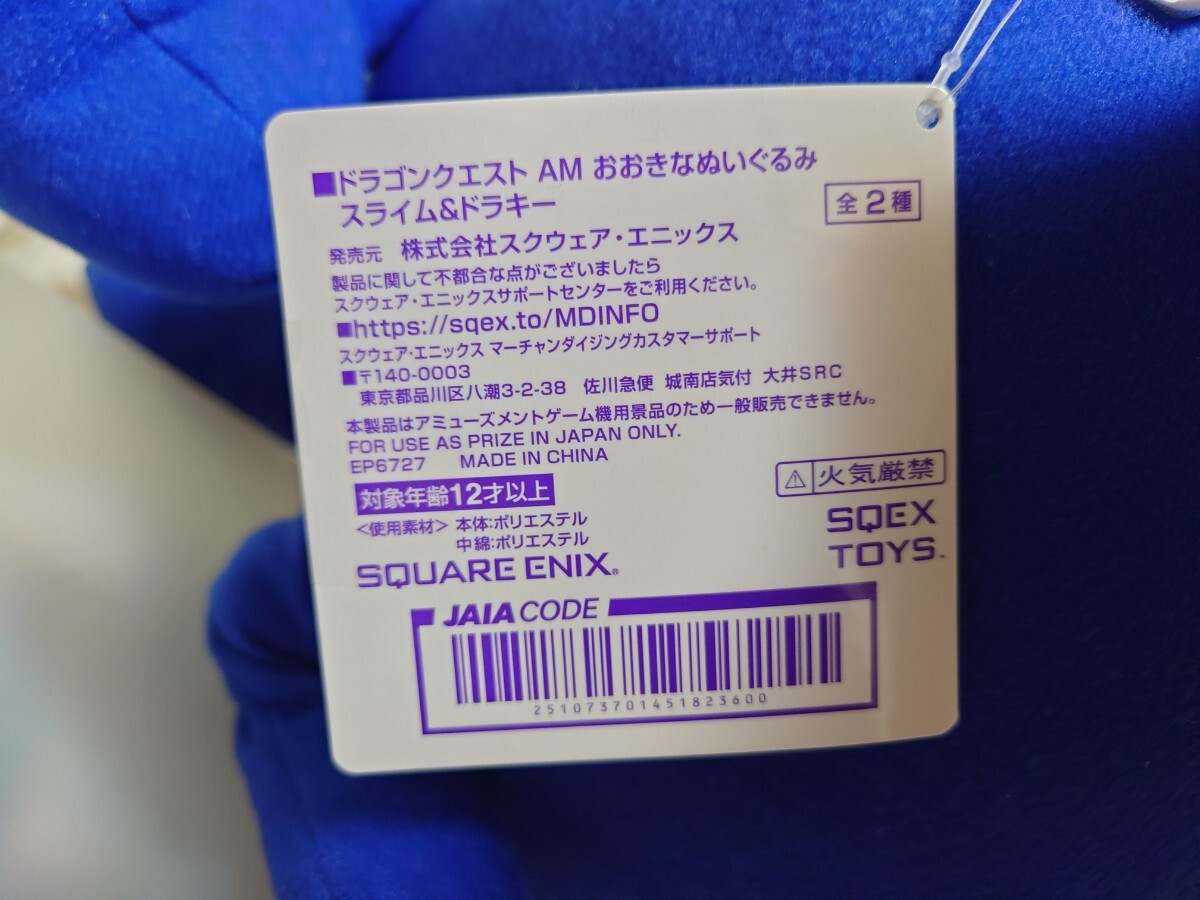 ■ドラゴンクエスト AM おおきなぬいぐるみ
スライム&ドラキー
全2種
発売元 株式会社スクウェア・エニックス
製品に関して不都合な点がございましたら
スクウェア・エニックスサポートセンターをご利用ください。
■https://sqex.to/MDINFO
スクウェア・エニックス マーチャンダイジングカスタマーサポート
■〒140-0003
東京都品川区八潮3-2-38 佐川急便 城南店気付 大井SRC
本製品はアミューズメントゲーム機用景品のため一般販売できません。
FOR USE AS PRIZE IN JAPAN ONLY.
EP6727 MADE IN CHINA
⚠火気厳禁
対象年齢12才以上
<使用素材> 本体:ポリエステル
中綿:ポリエステル
SQEX
TOYS™
SQUARE ENIX®
JAIA CODE
251073701451823600